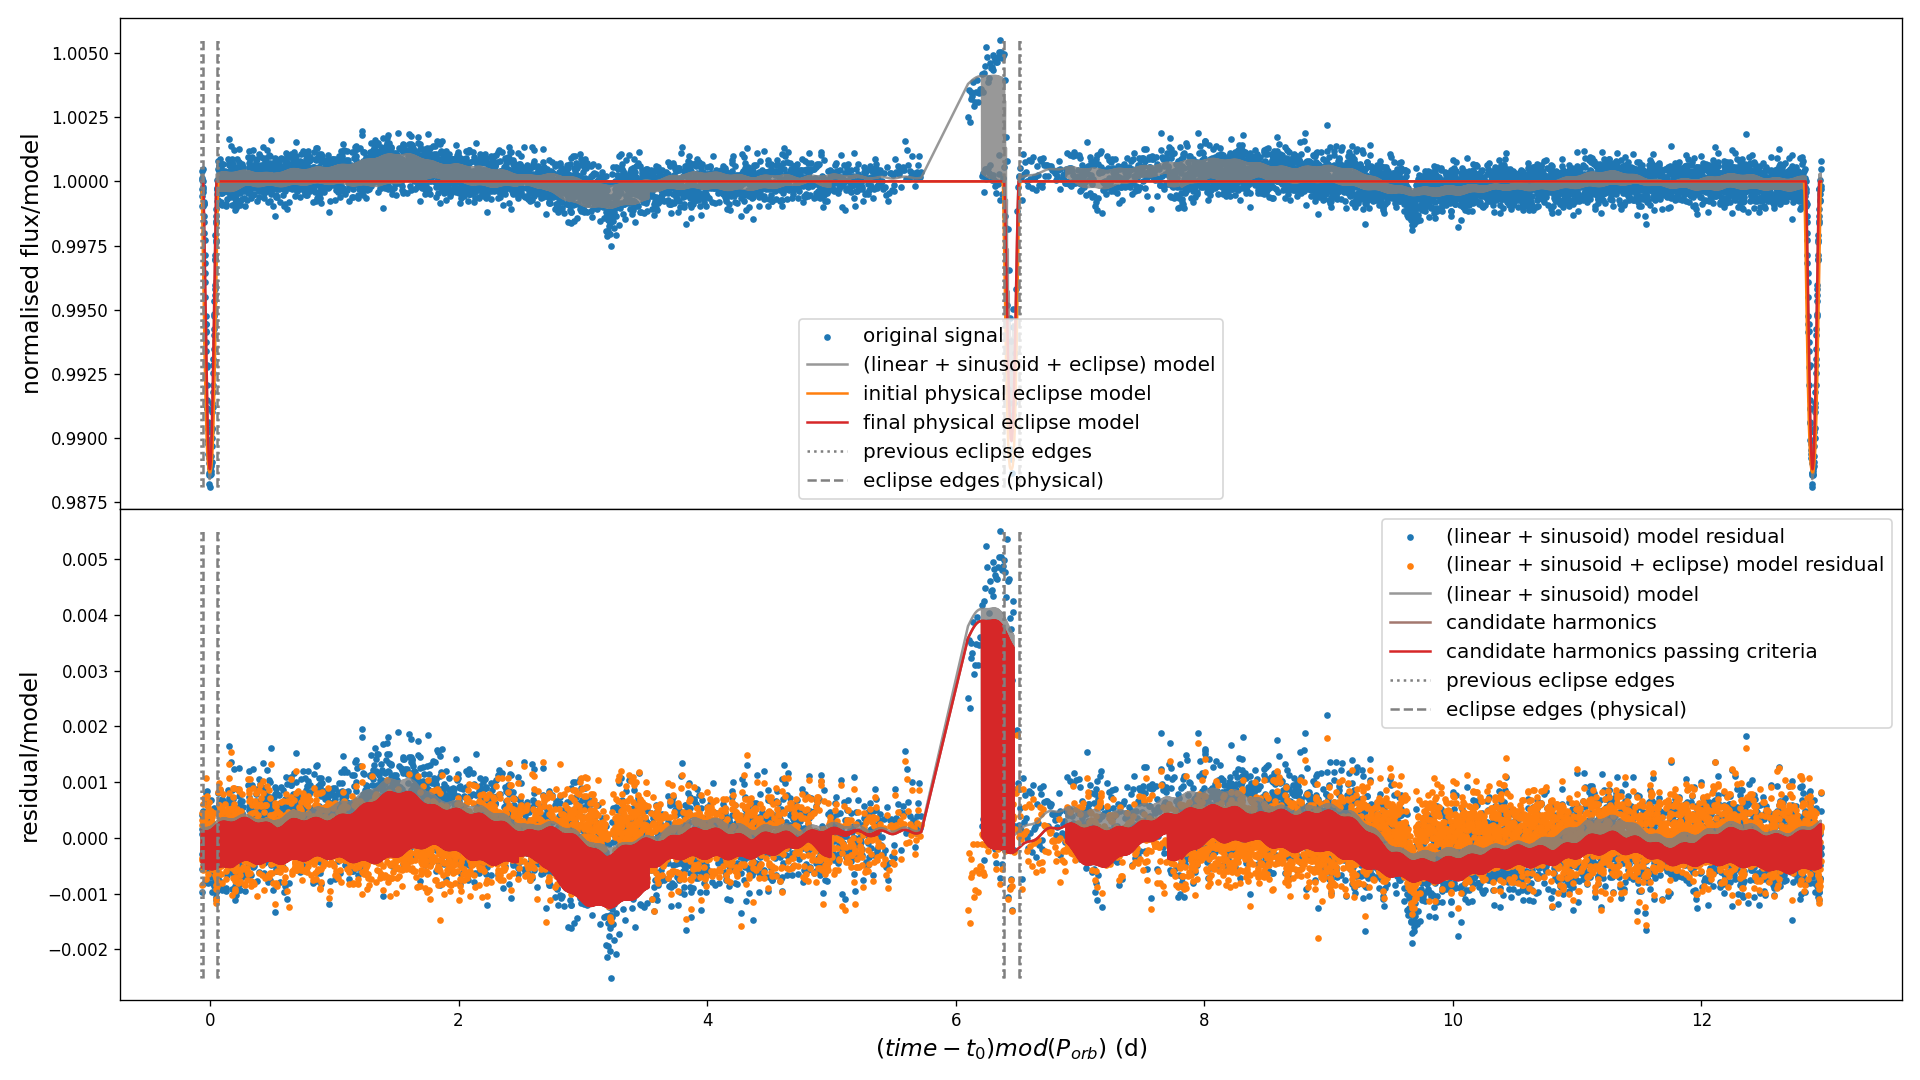 1.0050
1.0025
1.0000
0.9975
0.9950
0.9925
0.9900
0.9875
normalised flux/model
original signal
(linear + sinusoid + eclipse) model
initial physical eclipse model
final physical eclipse model
previous eclipse edges
eclipse edges (physical)
0.005
0.004
0.003
0.002
0.001
0.000
−0.001
−0.002
residual/model
(linear + sinusoid) model residual
(linear + sinusoid + eclipse) model residual
(linear + sinusoid) model
candidate harmonics
candidate harmonics passing criteria
previous eclipse edges
eclipse edges (physical)
0 2 4 6 8 10 12
(time − t₀)mod(P_orb) (d)